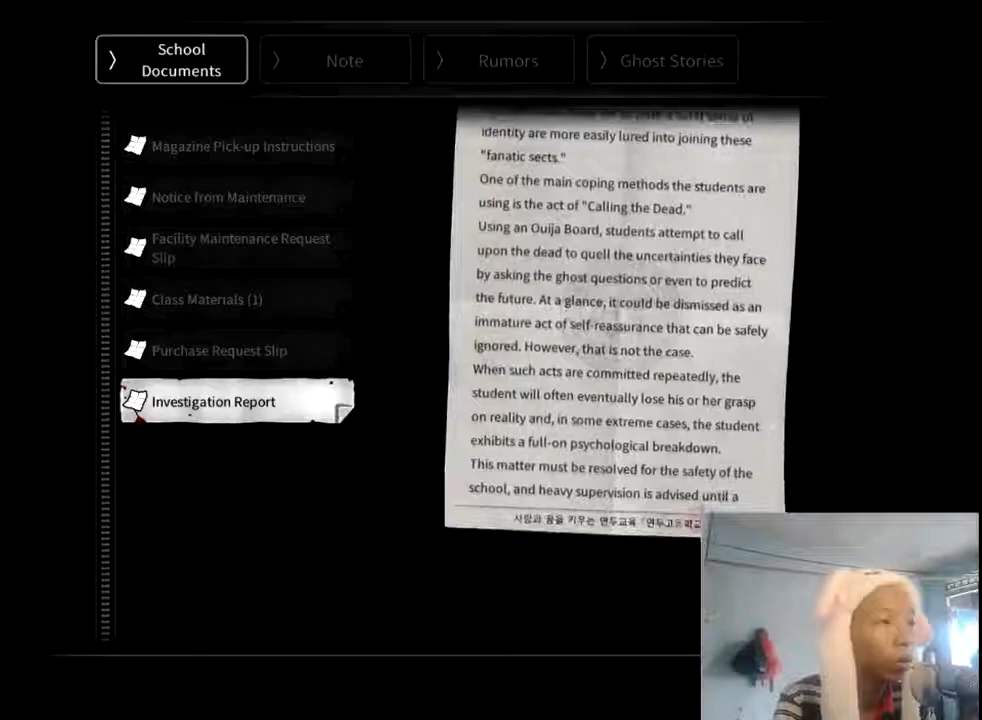 School
Documents
Note
Rumors
Ghost Stories
Magazine Pick-up Instructions
Notice from Maintenance
Facility Maintenance Request
Slip
Class Materials (1)
Purchase Request Slip
Investigation Report
identity are more easily lured into joining these
"fanatic sects."
One of the main coping methods the students are
using is the act of "Calling the Dead."
Using an Ouija Board, students attempt to call
upon the dead to quell the uncertainties they face
by asking the ghost questions or even to predict
the future. At a glance, it could be dismissed as an
immature act of self-reassurance that can be safely
ignored. However, that is not the case.
When such acts are committed repeatedly, the
student will often eventually lose his or her grasp
on reality and, in some extreme cases, the student
exhibits a full-on psychological breakdown.
This matter must be resolved for the safety of the
school, and heavy supervision is advised until a
사람과 꿈을 키우는 연두교육 「연두고등학교